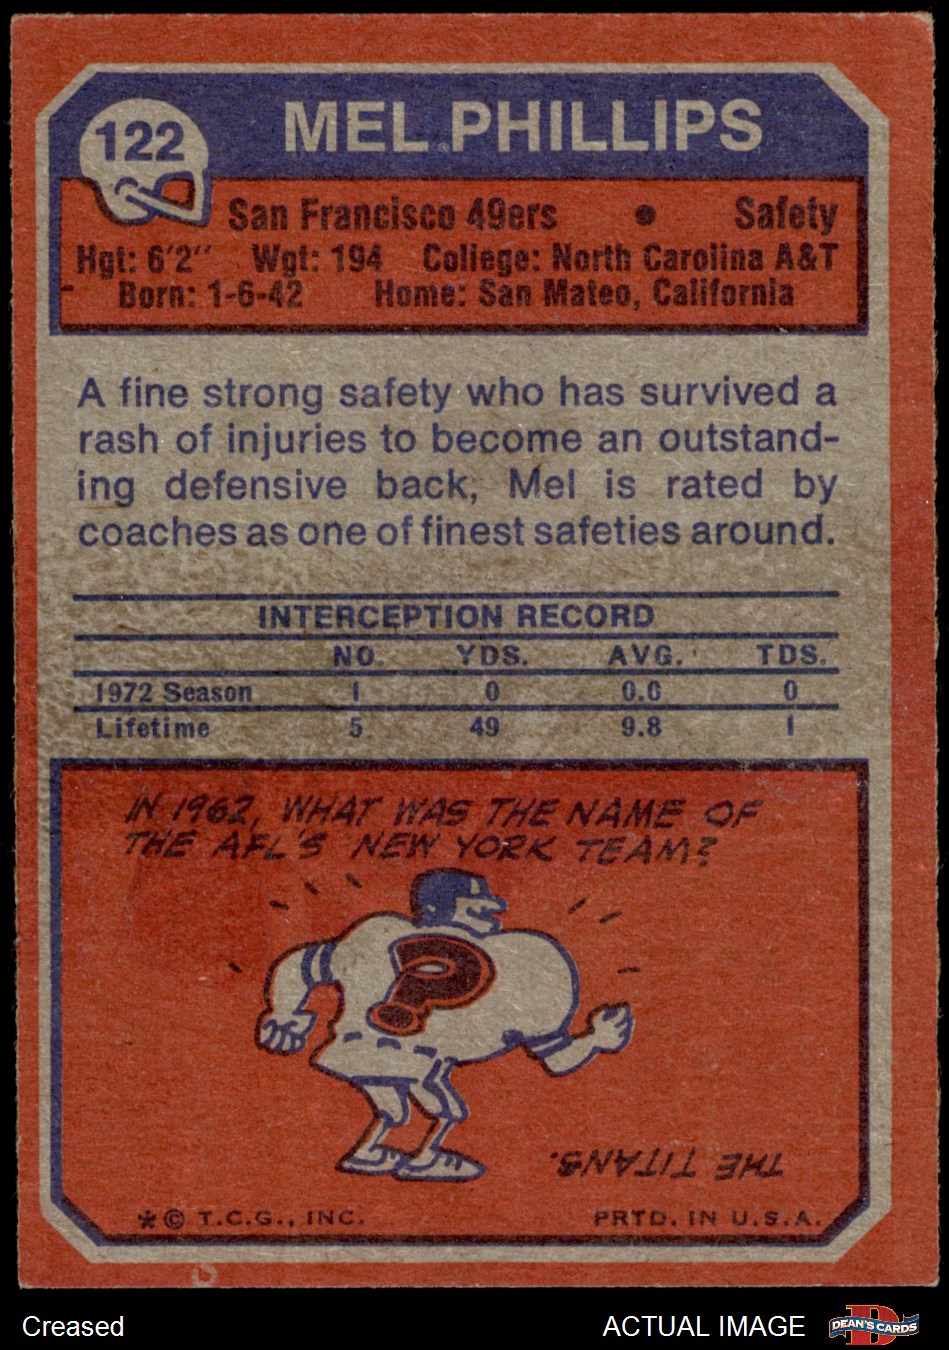 122
MEL PHILLIPS
San Francisco 49ers • Safety
Hgt: 6'2" Wgt: 194 College: North Carolina A&T
Born: 1-6-42 Home: San Mateo, California
A fine strong safety who has survived a
rash of injuries to become an outstand-
ing defensive back, Mel is rated by
coaches as one of finest safeties around.
INTERCEPTION RECORD
NO. YDS. AVG. TDS.
1972 Season 1 0 0.0 0
Lifetime 5 49 9.8 1
IN 1962, WHAT WAS THE NAME OF
THE AFL'S NEW YORK TEAM?
?
THE TITANS.
*© T.C.G., INC. PRTD. IN U.S.A.
Creased ACTUAL IMAGE D DEAN'S CARDS